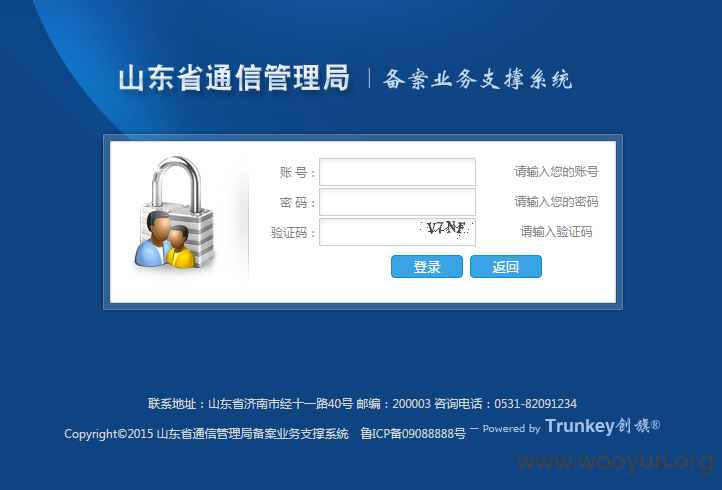 山东省通信管理局 | 备案业务支撑系统
账 号： 请输入您的账号
密 码： 请输入您的密码
验证码： V7NF 请输入验证码
登录 返回
联系地址：山东省济南市经十一路40号 邮编：200003 咨询电话：0531-82091234
Copyright©2015 山东省通信管理局备案业务支撑系统 鲁ICP备09088888号 — Powered by Trunkey创旗®
www.wooyun.org